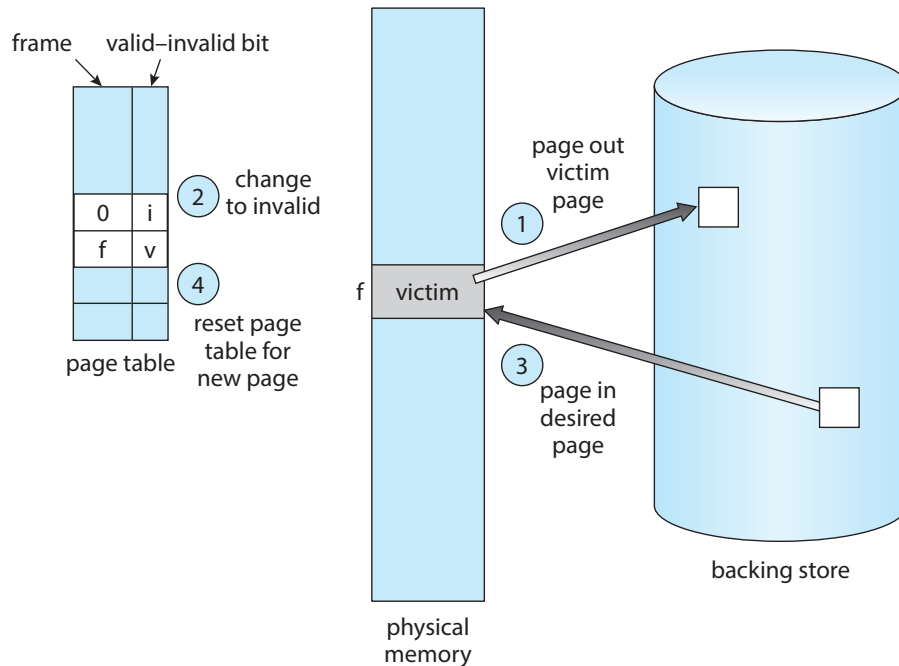 frame
valid–invalid bit
0
i
f
v
2
change
to invalid
4
reset page
table for
new page
page table
f
victim
physical
memory
1
page out
victim
page
3
page in
desired
page
backing store